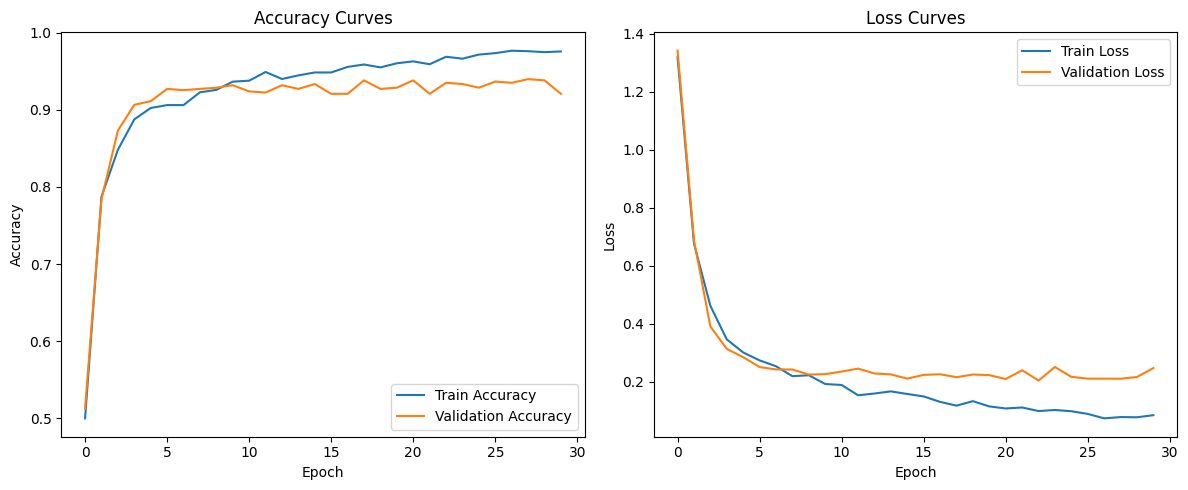 Accuracy Curves
Accuracy
1.0
0.9
0.8
0.7
0.6
0.5
Train Accuracy
Validation Accuracy
0 5 10 15 20 25 30
Epoch
Loss Curves
Loss
1.4
1.2
1.0
0.8
0.6
0.4
0.2
Train Loss
Validation Loss
0 5 10 15 20 25 30
Epoch